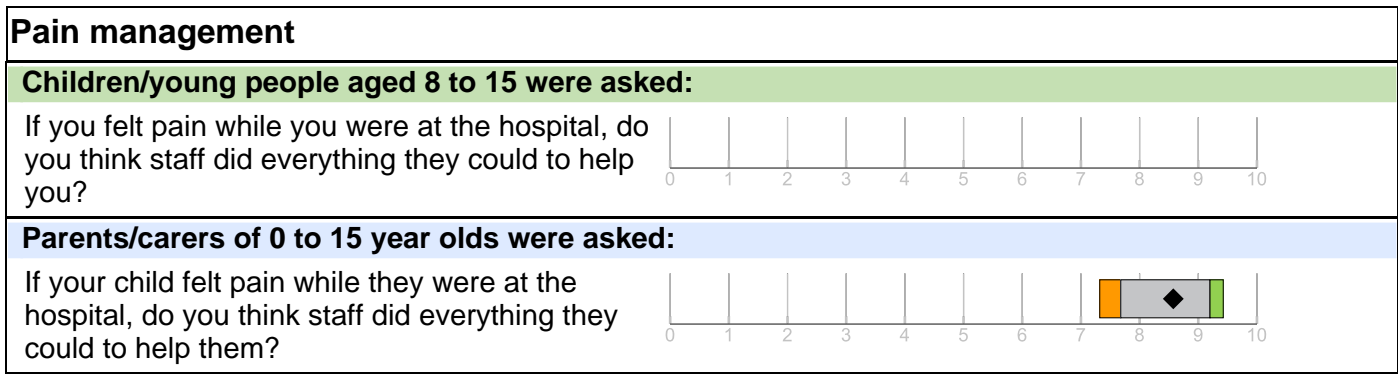 Pain management
Children/young people aged 8 to 15 were asked:
If you felt pain while you were at the hospital, do
you think staff did everything they could to help
you?
0 1 2 3 4 5 6 7 8 9 10
Parents/carers of 0 to 15 year olds were asked:
If your child felt pain while they were at the
hospital, do you think staff did everything they
could to help them?
0 1 2 3 4 5 6 7 8 9 10